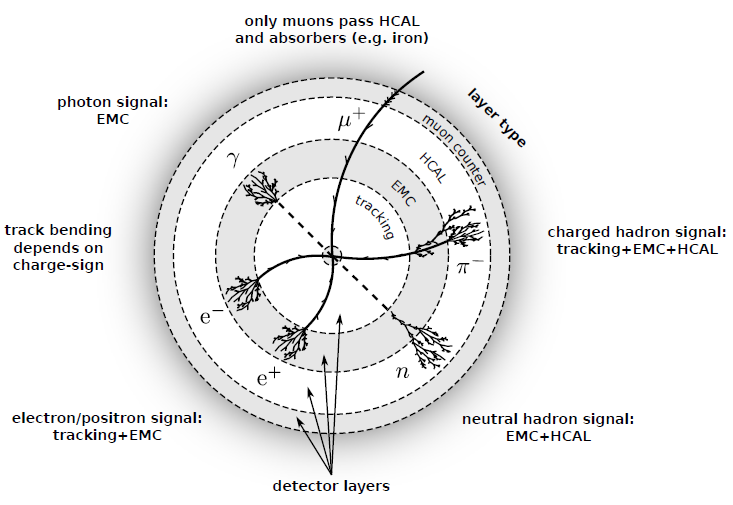 only muons pass HCAL
and absorbers (e.g. iron)
photon signal:
EMC
layer type
μ+
muon counter
γ
HCAL
EMC
tracking
track bending
depends on
charge-sign
charged hadron signal:
tracking+EMC+HCAL
π−
e−
e+
n
electron/positron signal:
tracking+EMC
neutral hadron signal:
EMC+HCAL
detector layers